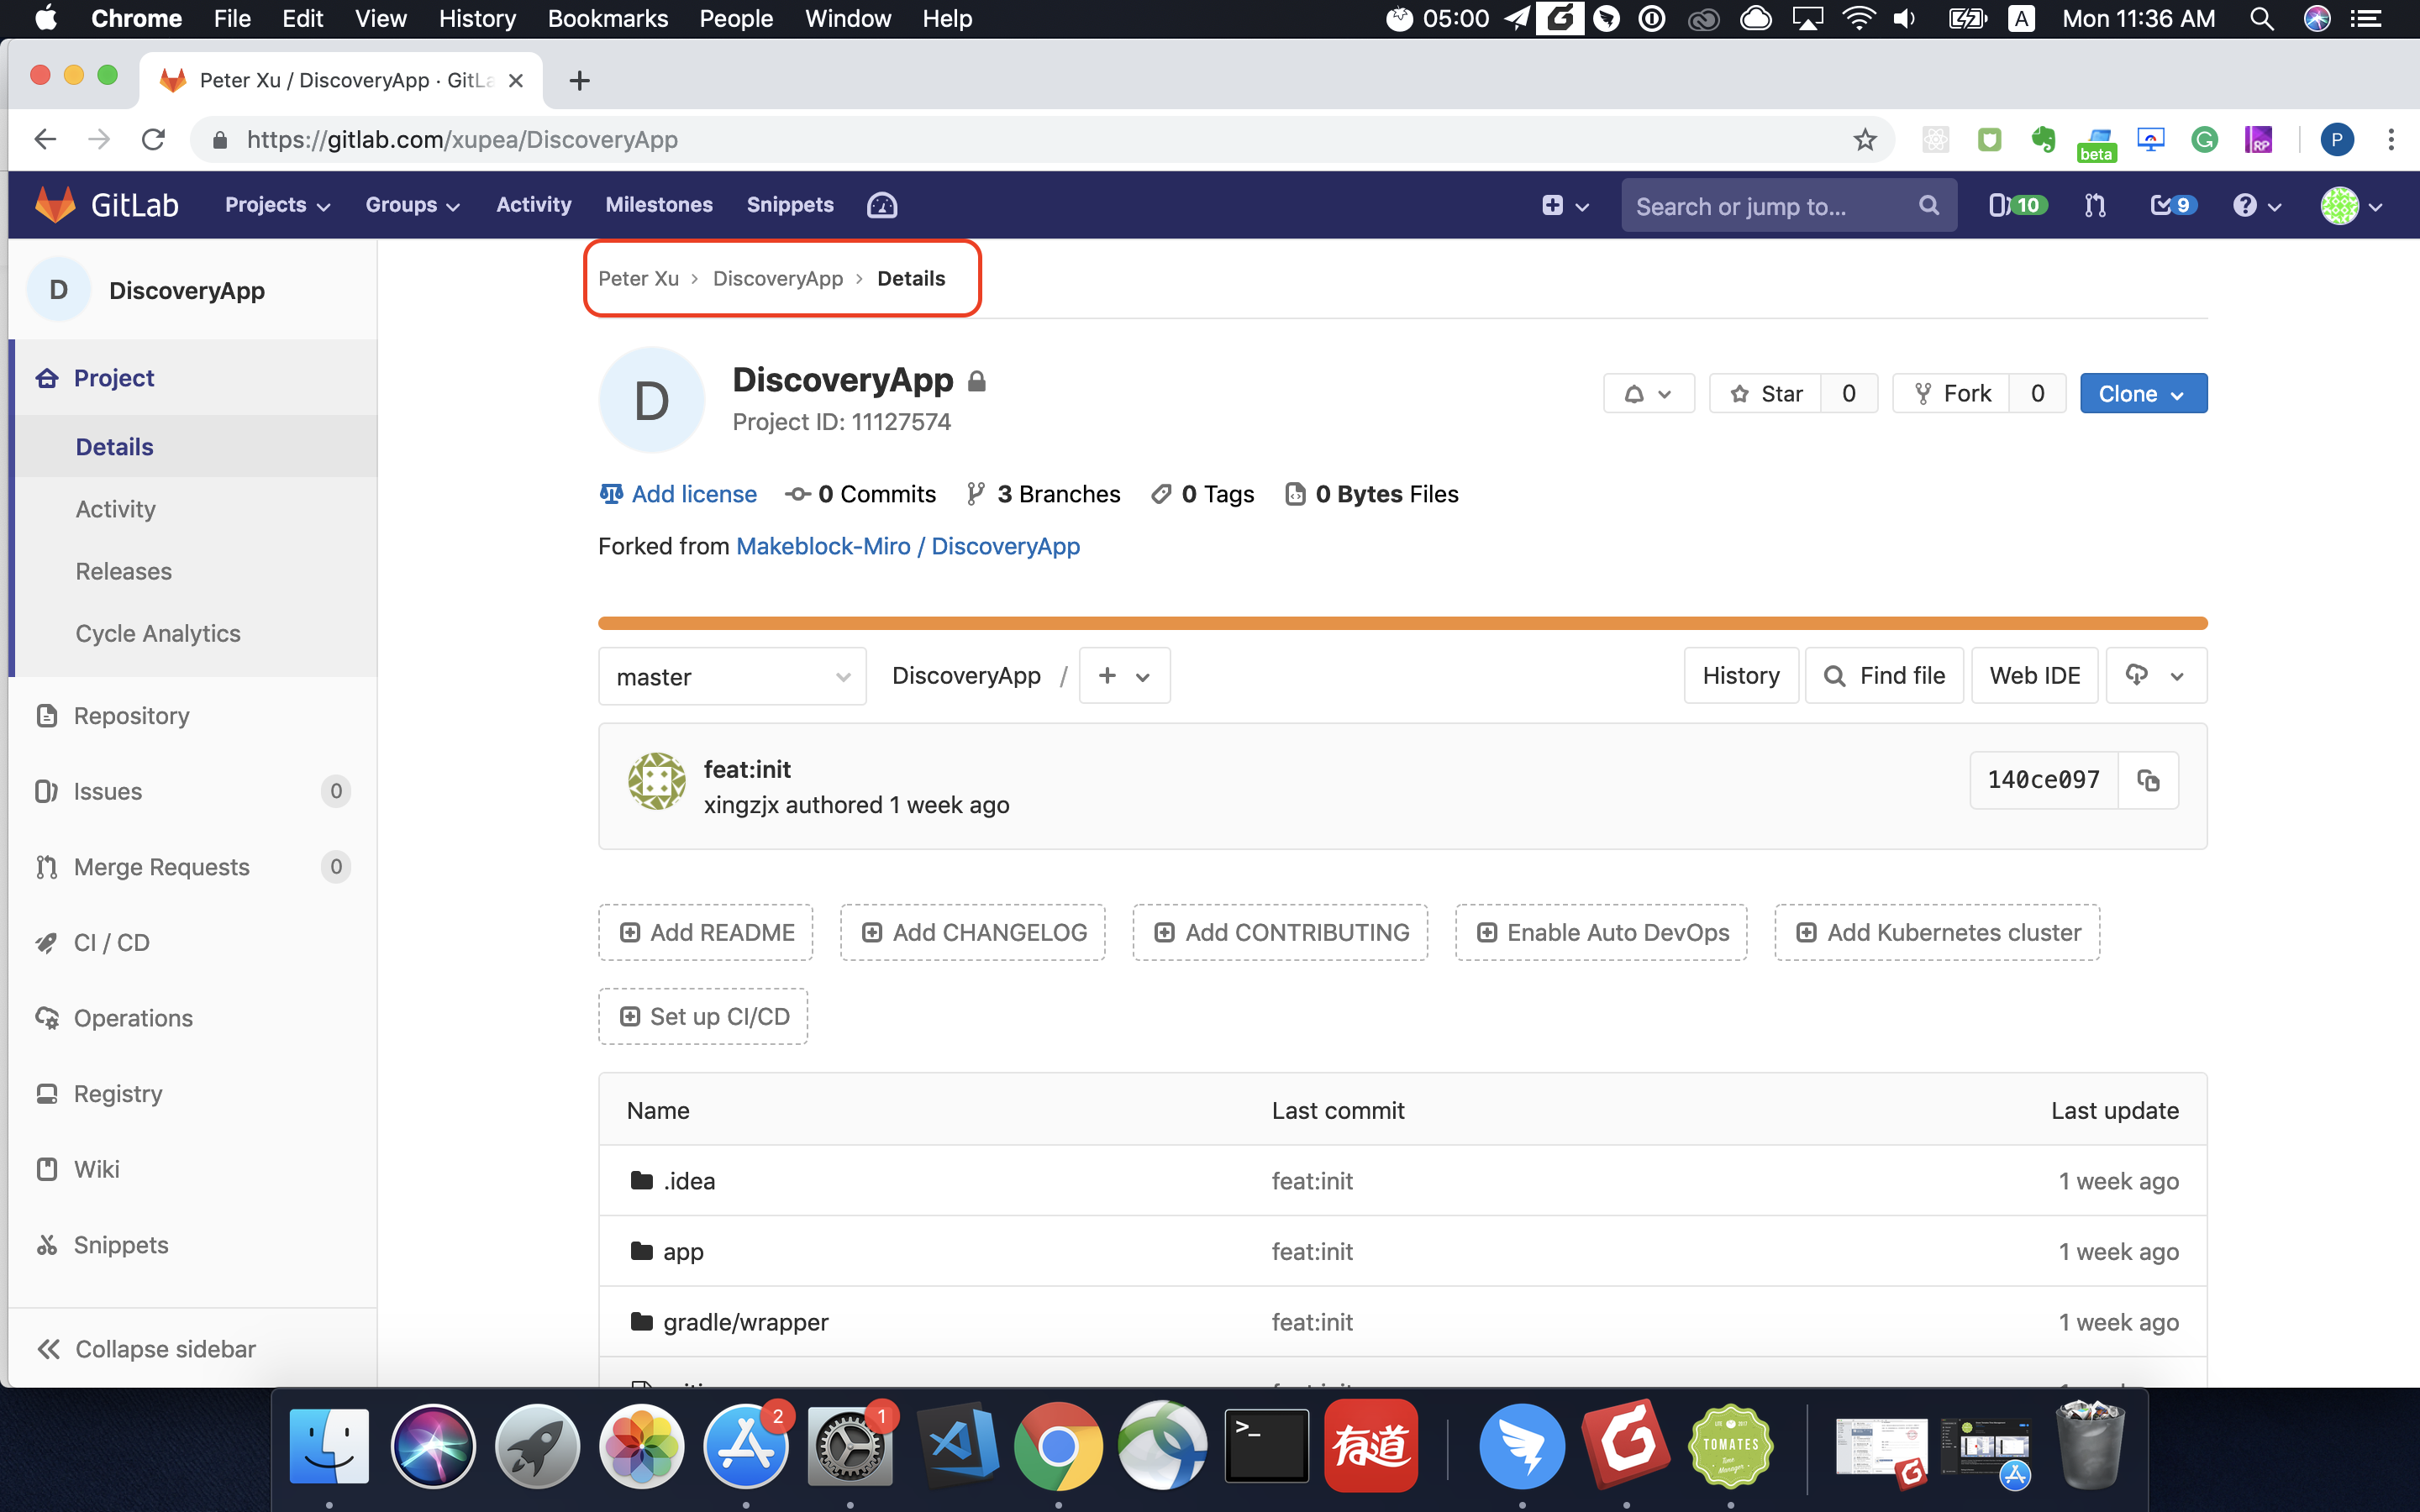 Chrome File Edit View History Bookmarks People Window Help 05:00 A Mon 11:36 AM
Peter Xu / DiscoveryApp · GitLa
https://gitlab.com/xupea/DiscoveryApp beta G RP P
GitLab Projects Groups Activity Milestones Snippets Search or jump to... 10 9
D DiscoveryApp
Peter Xu > DiscoveryApp > Details
Project
Details
Activity
Releases
Cycle Analytics
Repository
Issues 0
Merge Requests 0
CI / CD
Operations
Registry
Wiki
Snippets
Collapse sidebar
D
DiscoveryApp
Project ID: 11127574
Star 0 Fork 0 Clone
Add license 0 Commits 3 Branches 0 Tags 0 Bytes Files
Forked from Makeblock-Miro / DiscoveryApp
master DiscoveryApp / + History Find file Web IDE
feat:init
xingzjx authored 1 week ago
140ce097
Add README Add CHANGELOG Add CONTRIBUTING Enable Auto DevOps Add Kubernetes cluster
Set up CI/CD
Name Last commit Last update
.idea feat:init 1 week ago
app feat:init 1 week ago
gradle/wrapper feat:init 1 week ago
2 1 >_ 有道 TOMATES